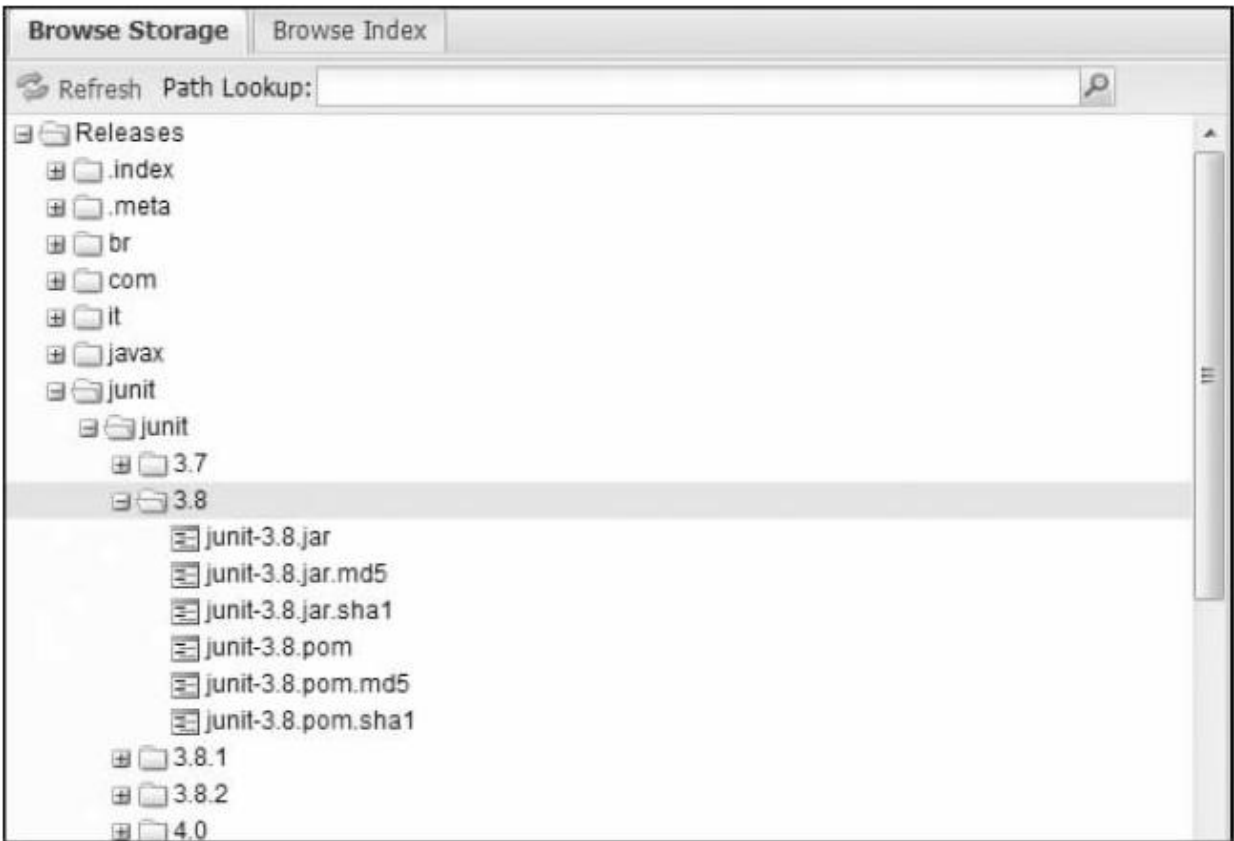 Browse Storage Browse Index
Refresh Path Lookup:
Releases
.index
.meta
br
com
it
javax
junit
junit
3.7
3.8
junit-3.8.jar
junit-3.8.jar.md5
junit-3.8.jar.sha1
junit-3.8.pom
junit-3.8.pom.md5
junit-3.8.pom.sha1
3.8.1
3.8.2
4.0